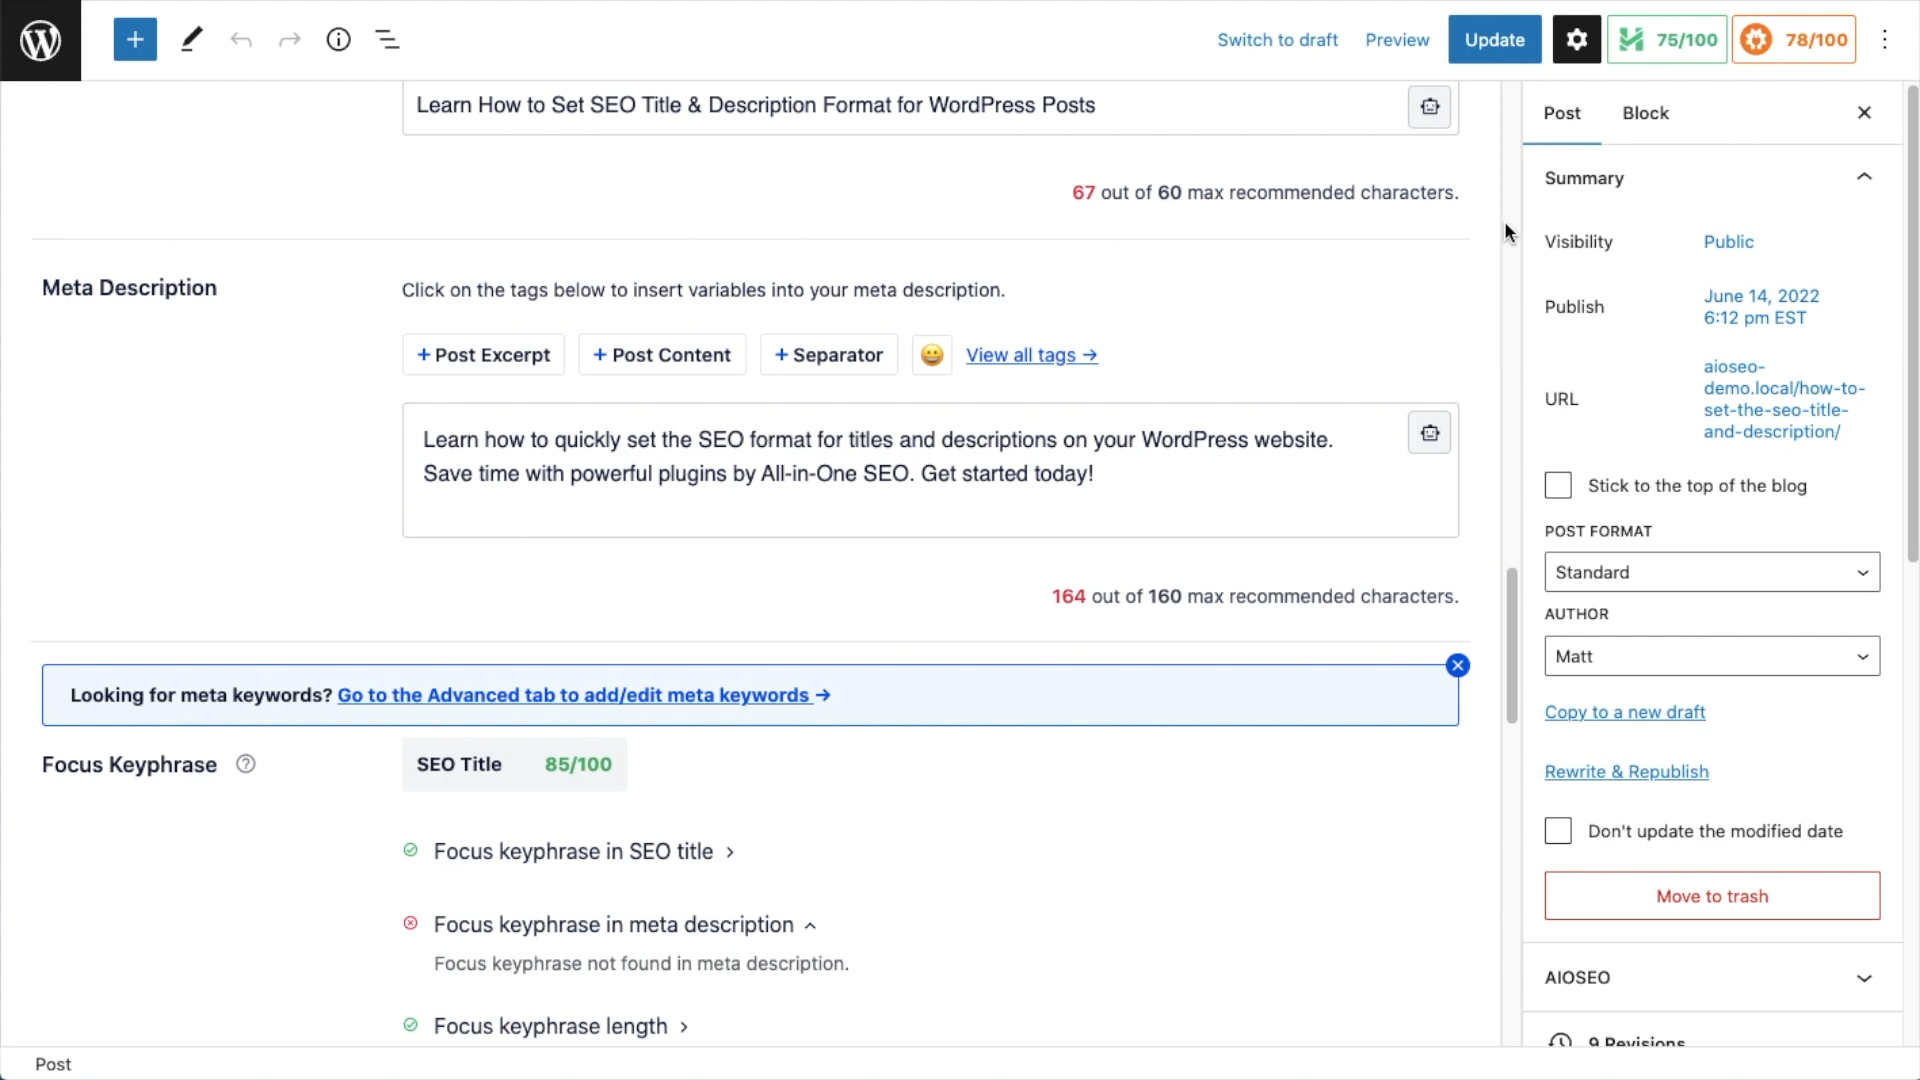 Switch to draft
Preview
Update
75/100
78/100
Learn How to Set SEO Title & Description Format for WordPress Posts
67 out of 60 max recommended characters.
Meta Description
Click on the tags below to insert variables into your meta description.
+ Post Excerpt
+ Post Content
+ Separator
View all tags →
Learn how to quickly set the SEO format for titles and descriptions on your WordPress website.
Save time with powerful plugins by All-in-One SEO. Get started today!
164 out of 160 max recommended characters.
Looking for meta keywords? Go to the Advanced tab to add/edit meta keywords →
Focus Keyphrase
SEO Title 85/100
Focus keyphrase in SEO title
Focus keyphrase in meta description
Focus keyphrase not found in meta description.
Focus keyphrase length
Post
Post
Block
Summary
Visibility
Public
Publish
June 14, 2022
6:12 pm EST
URL
aioseo-
demo.local/how-to-
set-the-seo-title-
and-description/
Stick to the top of the blog
POST FORMAT
Standard
AUTHOR
Matt
Copy to a new draft
Rewrite & Republish
Don't update the modified date
Move to trash
AIOSEO
9 Revisions